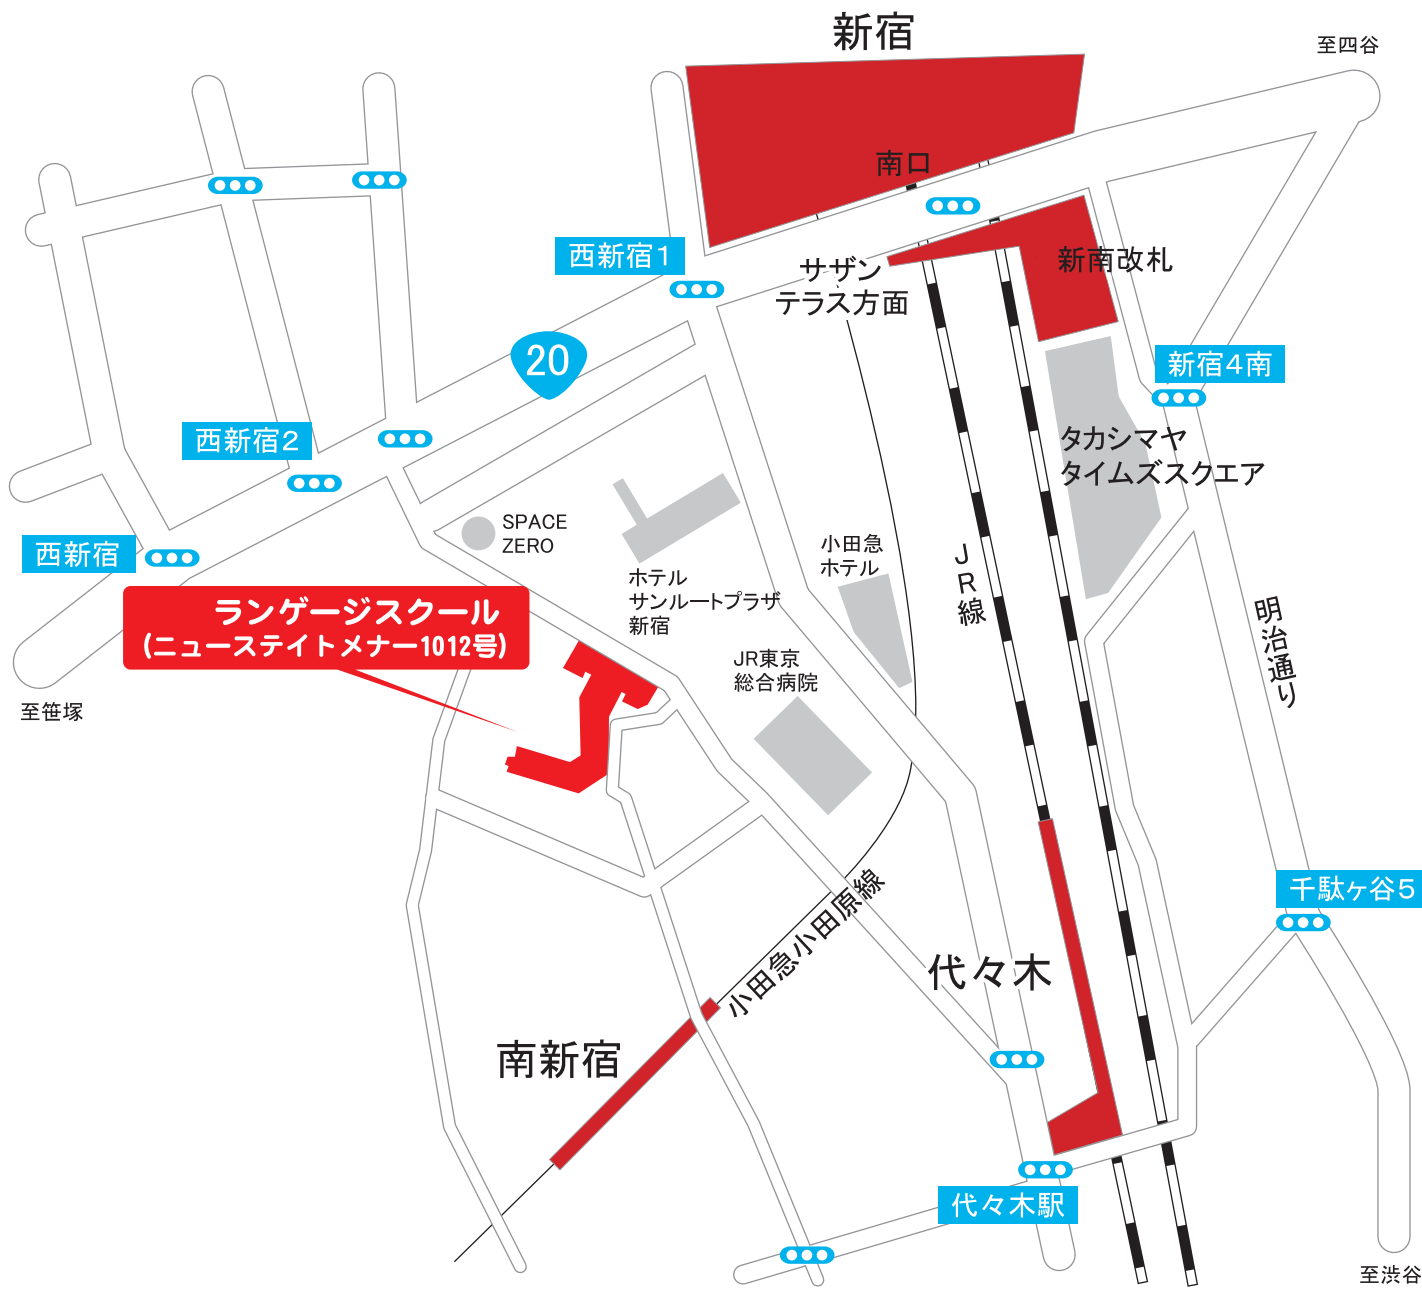 新宿
至四谷
南口
西新宿1
サザン
テラス方面
新南改札
20
新宿4南
西新宿2
タカシマヤ
タイムズスクエア
SPACE
ZERO
西新宿
小田急
ホテル
JR線
ホテル
サンルートプラザ
新宿
ランゲージスクール
(ニューステイトメナー1012号)
明治通り
JR東京
総合病院
至笹塚
小田急小田原線
千駄ヶ谷5
代々木
南新宿
代々木駅
至渋谷